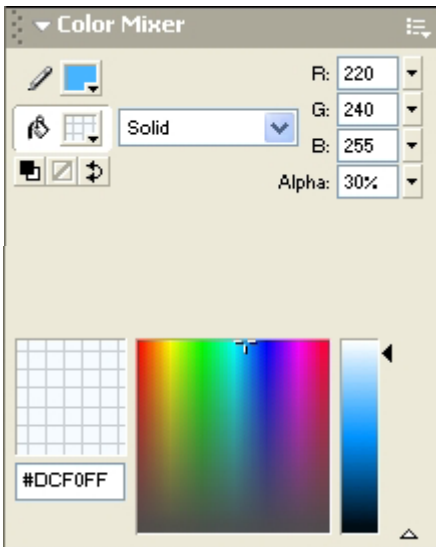 Color Mixer
R: 220
G: 240
Solid
B: 255
Alpha: 30%
#DCF0FF